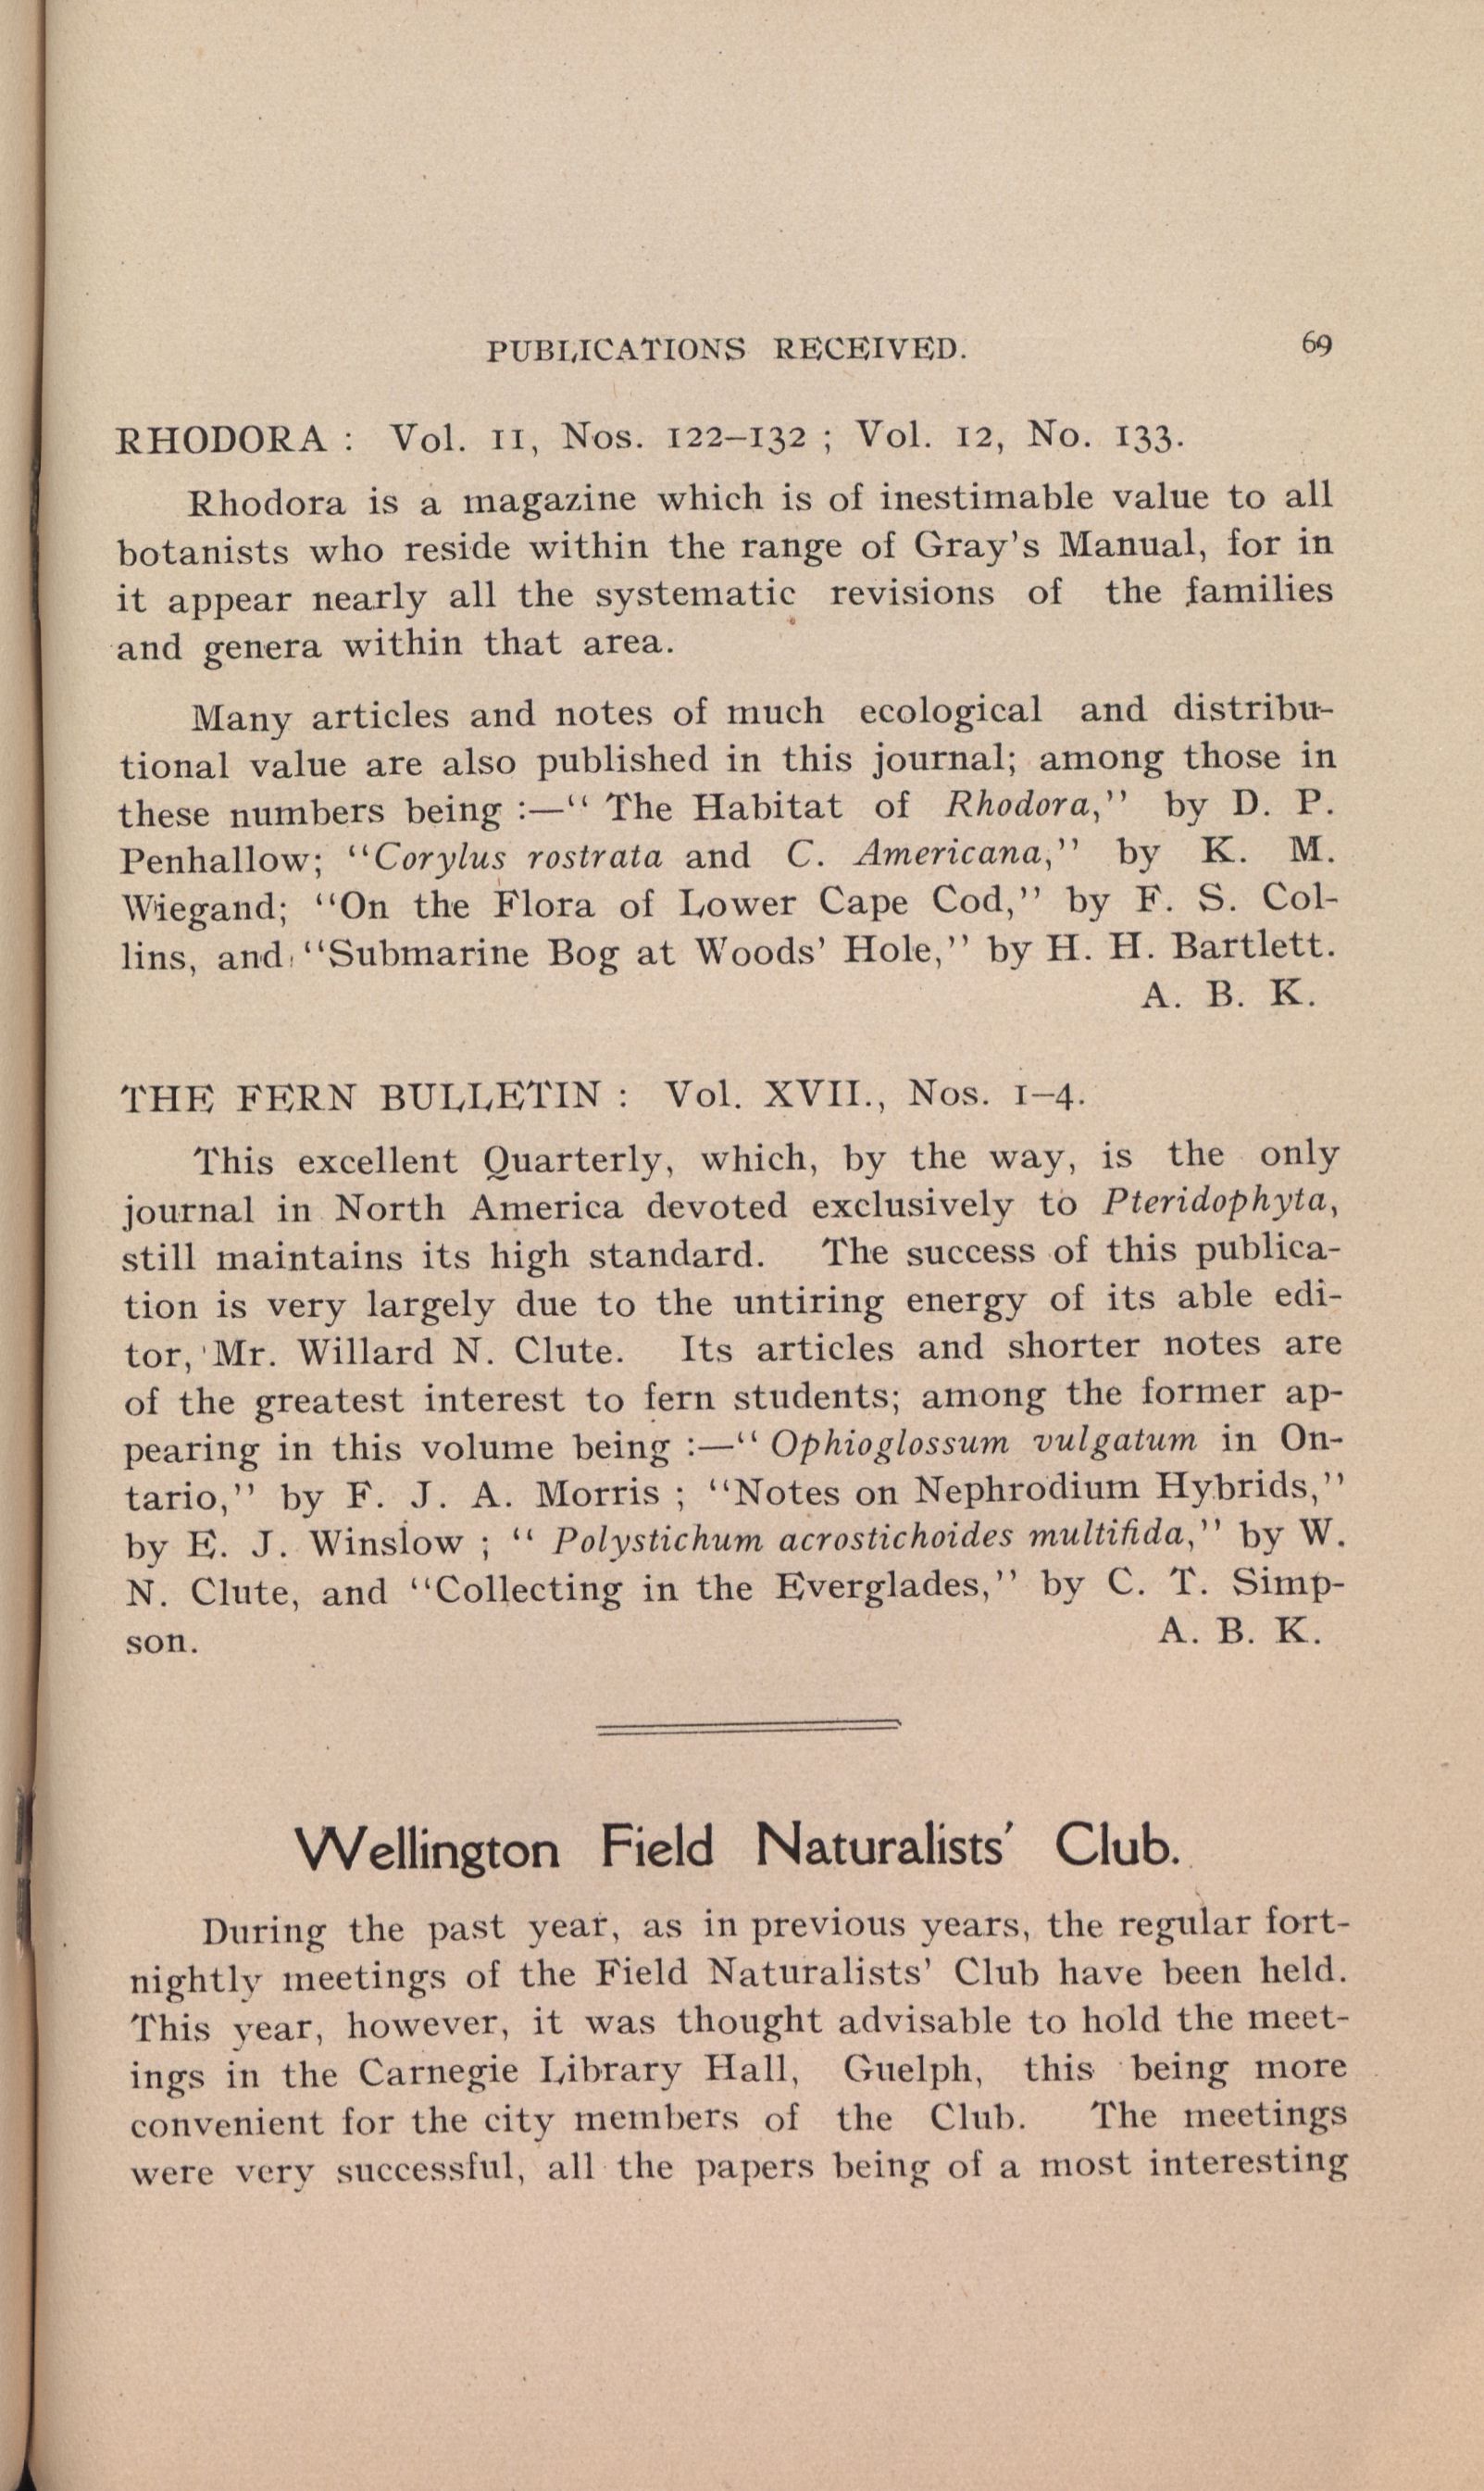 PUBLICATIONS RECEIVED. 69
RHODORA : Vol. 11, Nos. 122–132 ; Vol. 12, No. 133.
Rhodora is a magazine which is of inestimable value to all
botanists who reside within the range of Gray's Manual, for in
it appear nearly all the systematic revisions of the families
and genera within that area.
Many articles and notes of much ecological and distribu-
tional value are also published in this journal; among those in
these numbers being :—“ The Habitat of Rhodora,” by D. P.
Penhallow; “Corylus rostrata and C. Americana,” by K. M.
Wiegand; “On the Flora of Lower Cape Cod,” by F. S. Col-
lins, and “Submarine Bog at Woods' Hole,” by H. H. Bartlett.
A. B. K.
THE FERN BULLETIN : Vol. XVII., Nos. 1–4.
This excellent Quarterly, which, by the way, is the only
journal in North America devoted exclusively to Pteridophyta,
still maintains its high standard. The success of this publica-
tion is very largely due to the untiring energy of its able edi-
tor, Mr. Willard N. Clute. Its articles and shorter notes are
of the greatest interest to fern students; among the former ap-
pearing in this volume being :—“ Ophioglossum vulgatum in On-
tario,” by F. J. A. Morris ; “Notes on Nephrodium Hybrids,”
by E. J. Winslow ; “ Polystichum acrostichoides multifida,” by W.
N. Clute, and “Collecting in the Everglades,” by C. T. Simp-
son. A. B. K.
Wellington Field Naturalists' Club.
During the past year, as in previous years, the regular fort-
nightly meetings of the Field Naturalists' Club have been held.
This year, however, it was thought advisable to hold the meet-
ings in the Carnegie Library Hall, Guelph, this being more
convenient for the city members of the Club. The meetings
were very successful, all the papers being of a most interesting